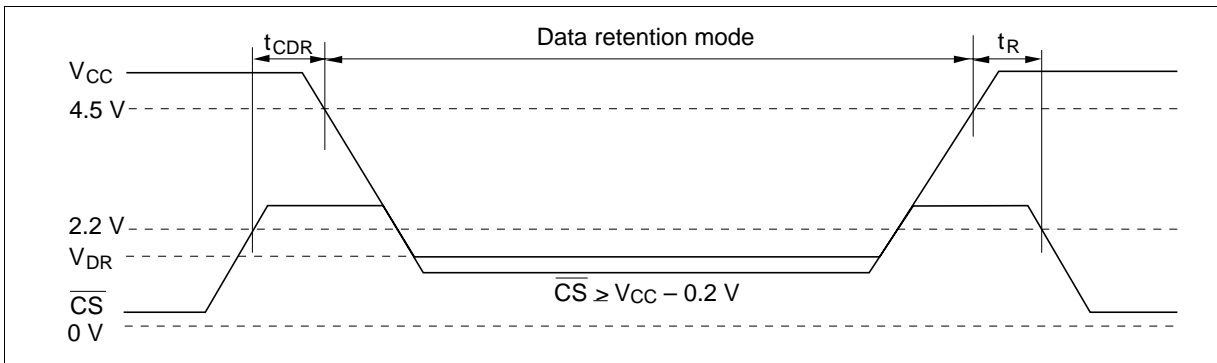 tCDR
Data retention mode
tR
VCC
4.5 V
2.2 V
VDR
CS ≥ VCC – 0.2 V
CS
0 V